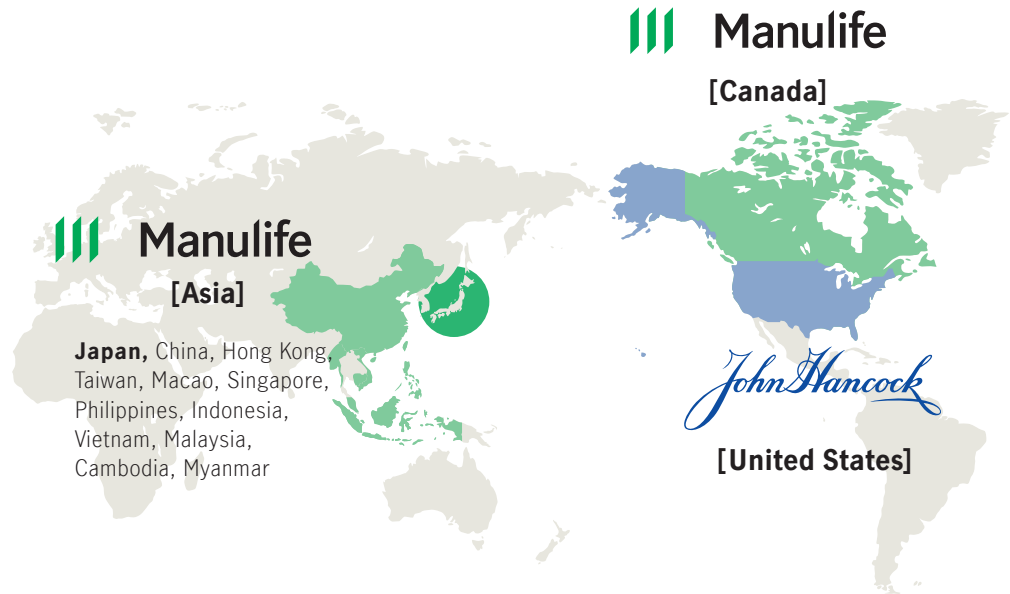 Manulife
[Canada]
Manulife
[Asia]
Japan, China, Hong Kong,
Taiwan, Macao, Singapore,
Philippines, Indonesia,
Vietnam, Malaysia,
Cambodia, Myanmar
John Hancock
[United States]